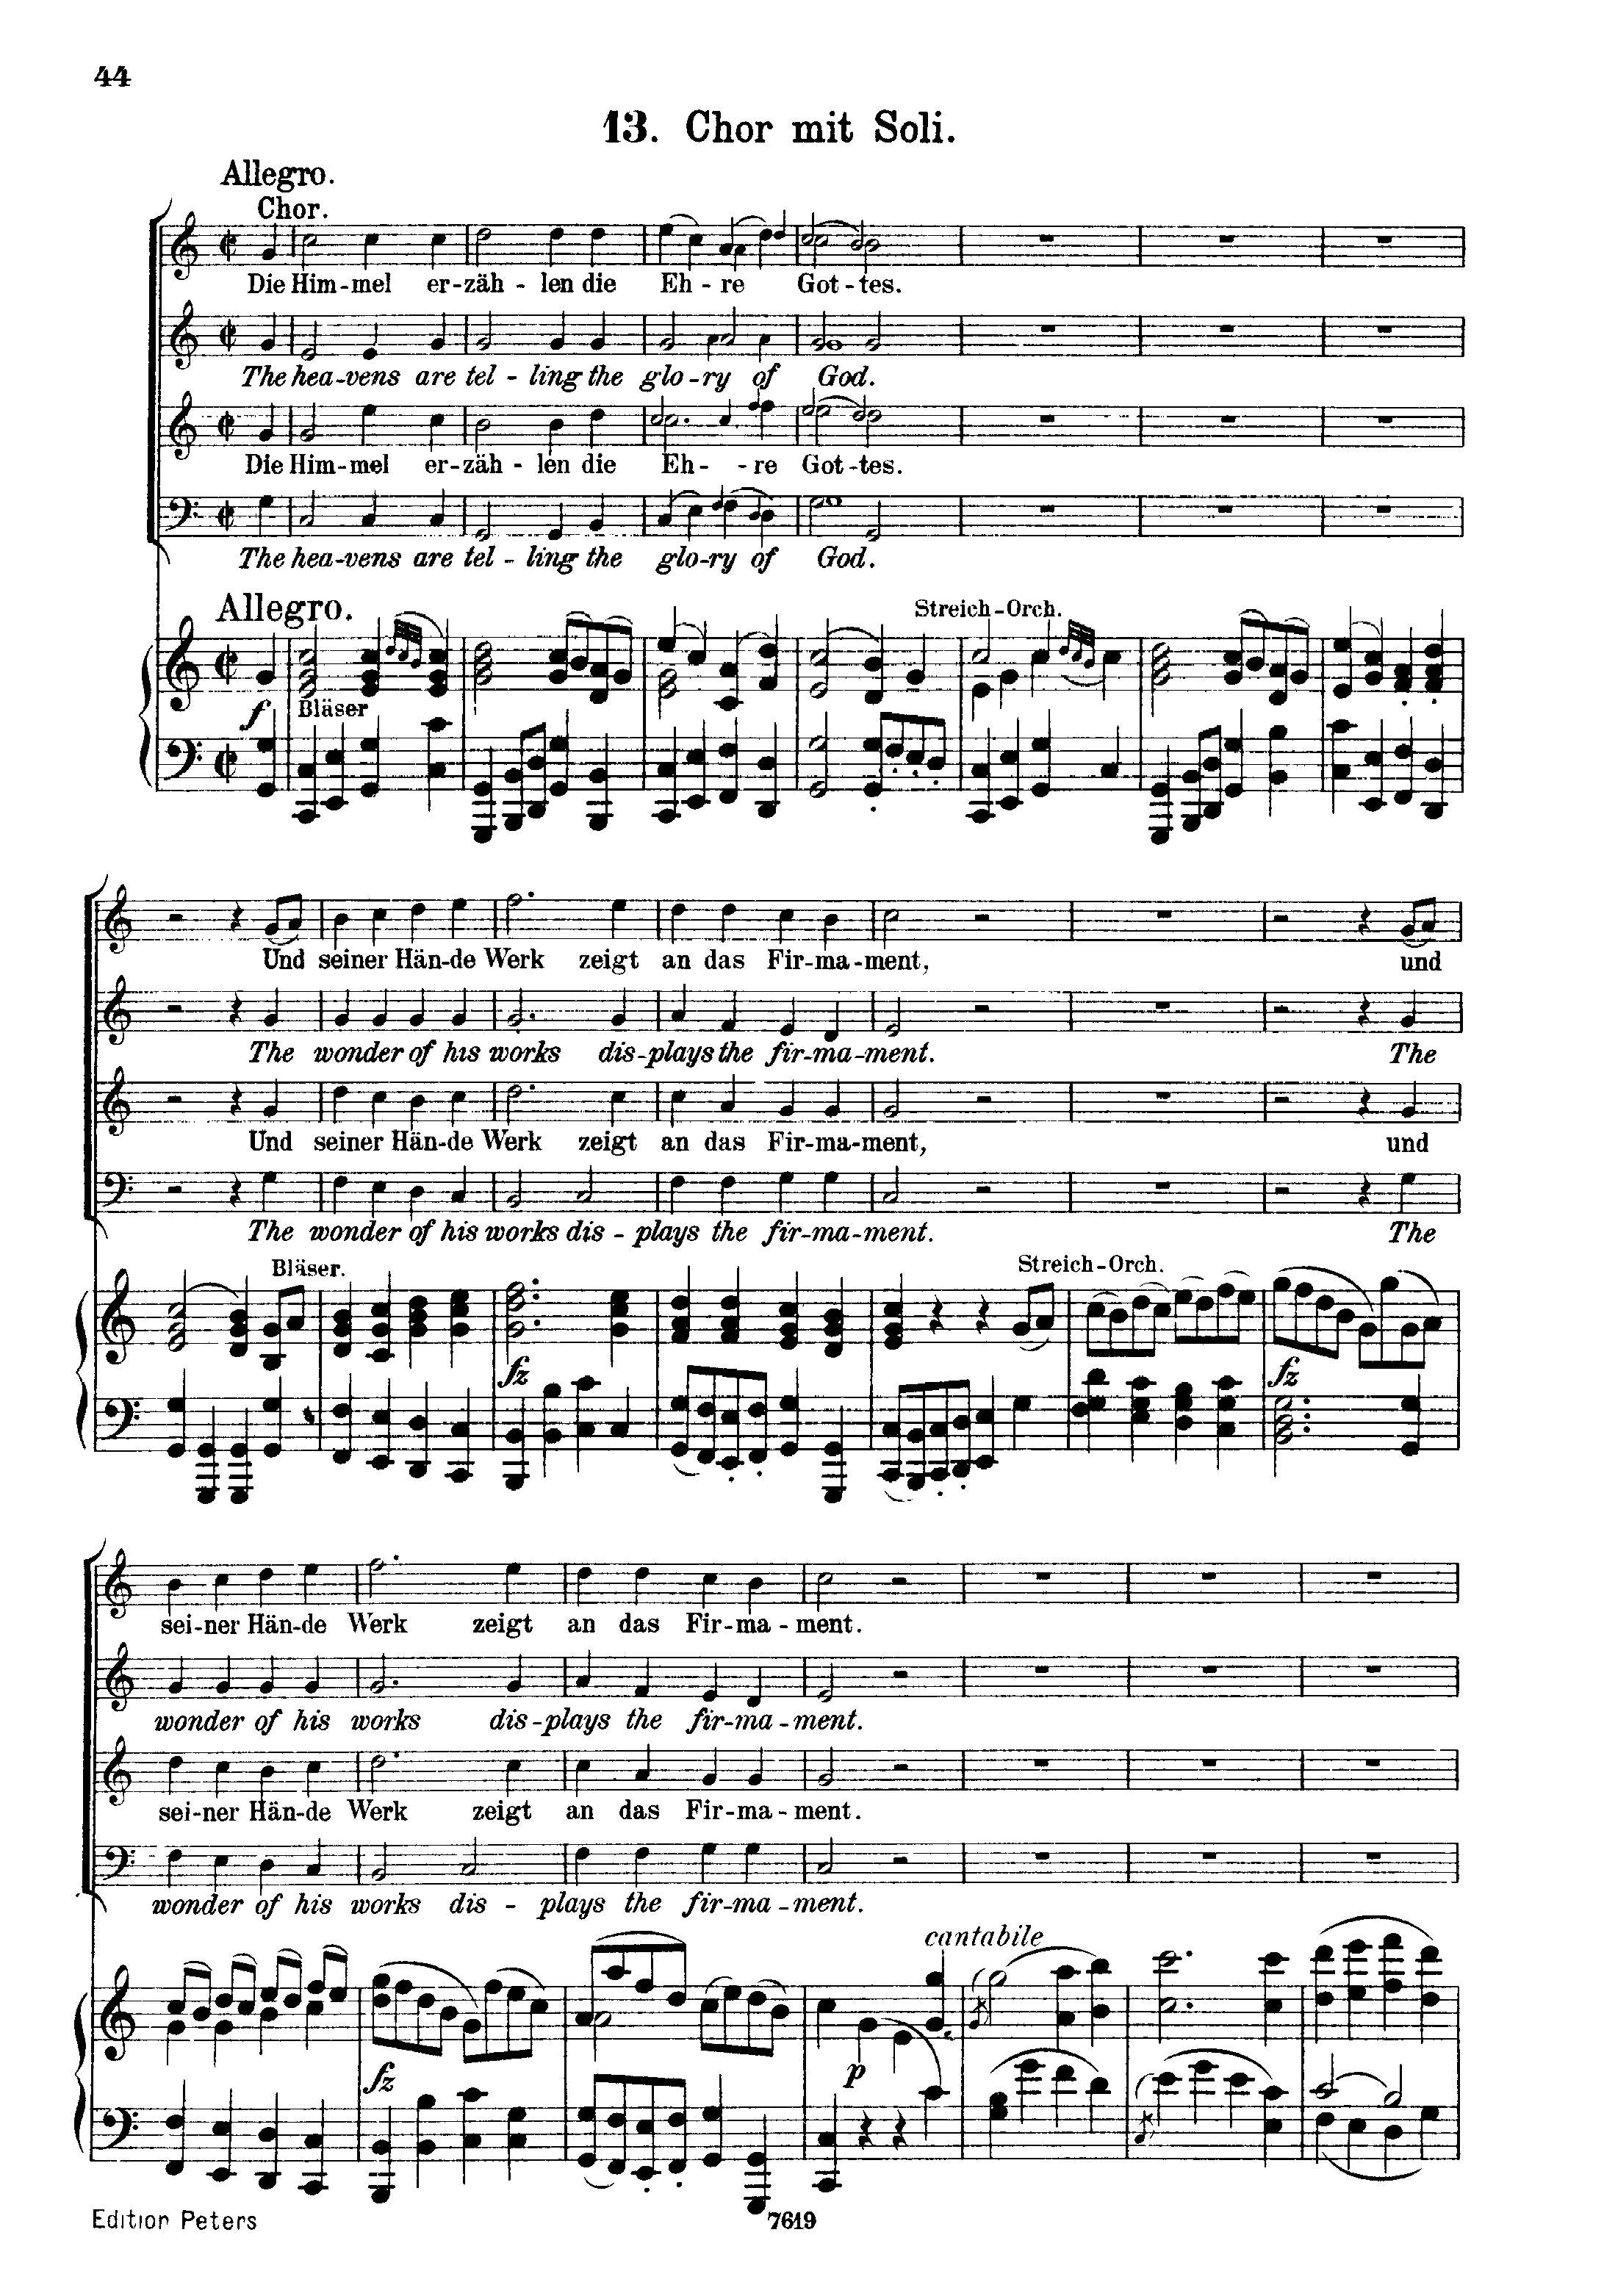 44
13. Chor mit Soli.
Allegro.
Chor.
Die Him-mel er-zäh-len die Eh-re Got-tes.
The hea-vens are tel-ling the glo-ry of God.
Die Him-mel er-zäh-len die Eh-re Got-tes.
The hea-vens are tel-ling the glo-ry of God.
Allegro.
Streich-Orch.
f Bläser
Und seiner Hän-de Werk zeigt an das Fir-ma-ment, und
The wonder of his works dis-plays the fir-ma-ment. The
Und seiner Hän-de Werk zeigt an das Fir-ma-ment, und
The wonder of his works dis-plays the fir-ma-ment. The
Bläser. Streich-Orch.
fz fz
sei-ner Hän-de Werk zeigt an das Fir-ma-ment.
wonder of his works dis-plays the fir-ma-ment.
sei-ner Hän-de Werk zeigt an das Fir-ma-ment.
wonder of his works dis-plays the fir-ma-ment.
cantabile
fz p
Edition Peters 7619